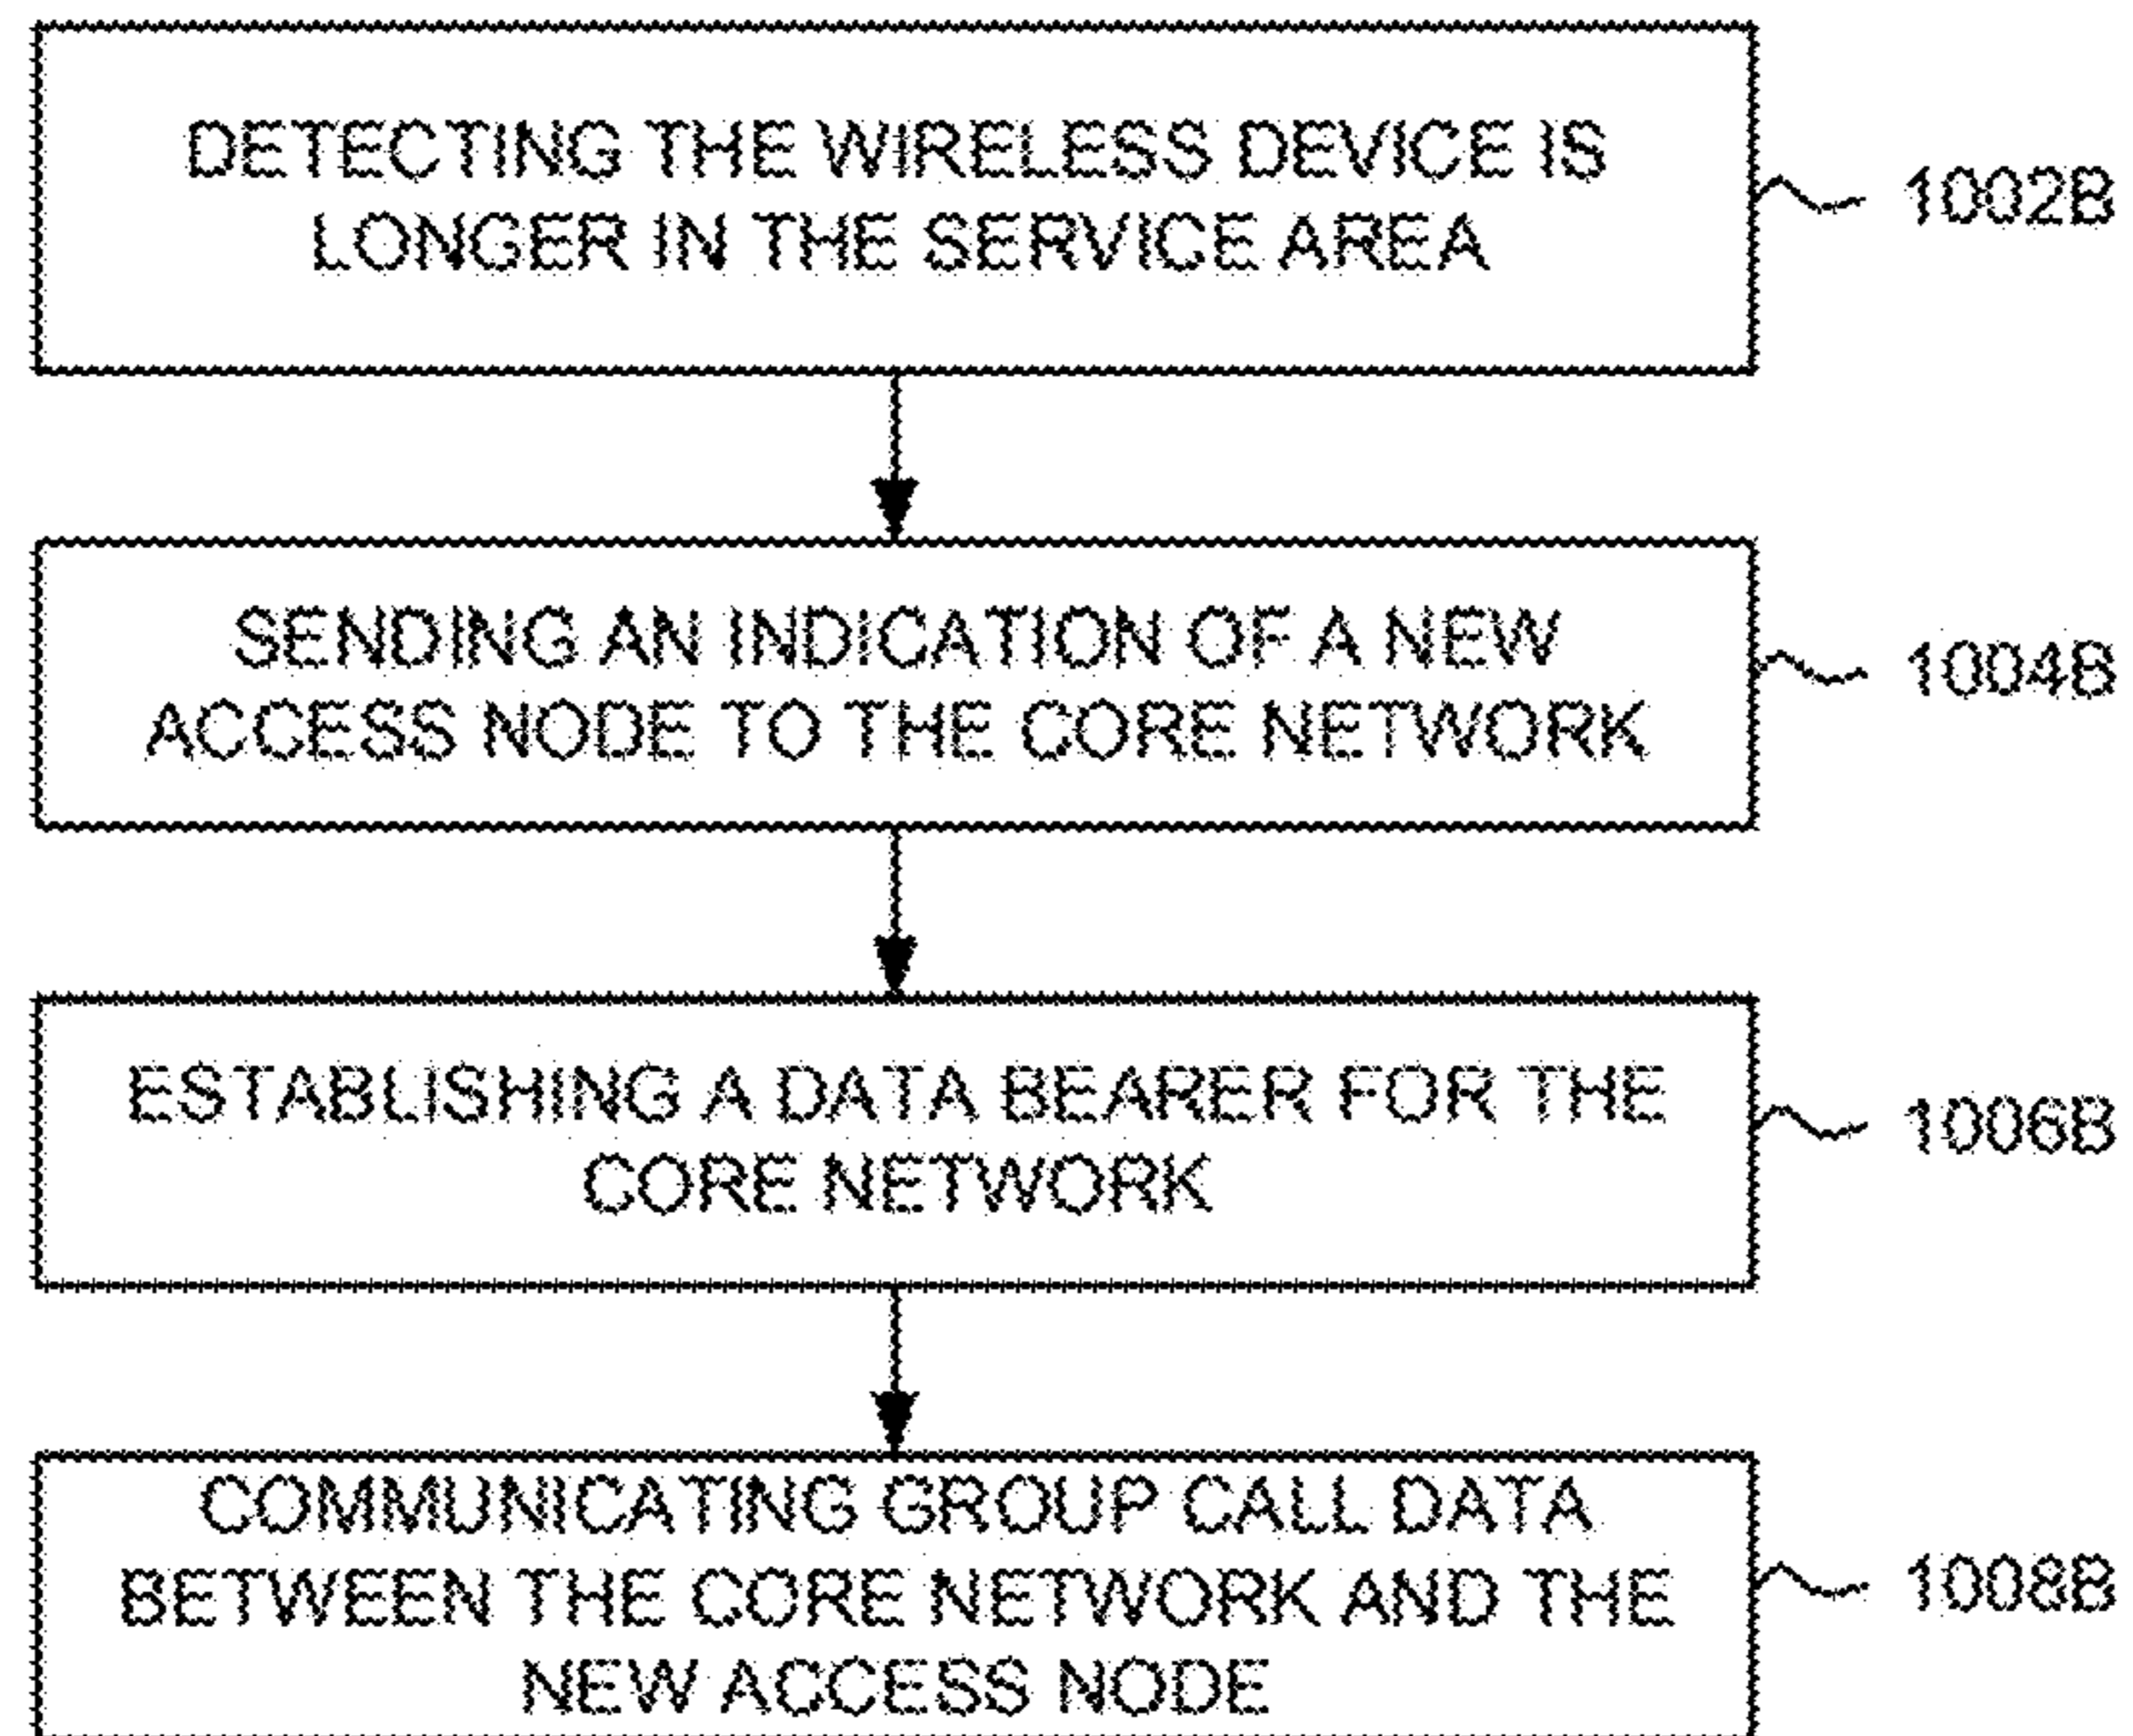 DETECTING THE WIRELESS DEVICE IS
LONGER IN THE SERVICE AREA
1002B
SENDING AN INDICATION OF A NEW
ACCESS NODE TO THE CORE NETWORK
1004B
ESTABLISHING A DATA BEARER FOR THE
CORE NETWORK
1006B
COMMUNICATING GROUP CALL DATA
BETWEEN THE CORE NETWORK AND THE
NEW ACCESS NODE
1008B